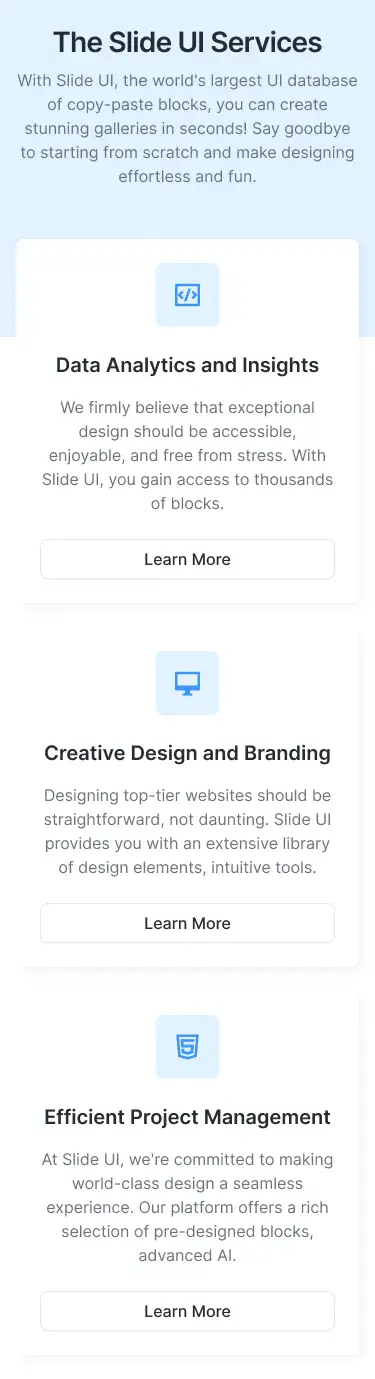 The Slide UI Services
With Slide UI, the world's largest UI database
of copy-paste blocks, you can create
stunning galleries in seconds! Say goodbye
to starting from scratch and make designing
effortless and fun.
Data Analytics and Insights
We firmly believe that exceptional
design should be accessible,
enjoyable, and free from stress. With
Slide UI, you gain access to thousands
of blocks.
Learn More
Creative Design and Branding
Designing top-tier websites should be
straightforward, not daunting. Slide UI
provides you with an extensive library
of design elements, intuitive tools.
Learn More
Efficient Project Management
At Slide UI, we're committed to making
world-class design a seamless
experience. Our platform offers a rich
selection of pre-designed blocks,
advanced AI.
Learn More